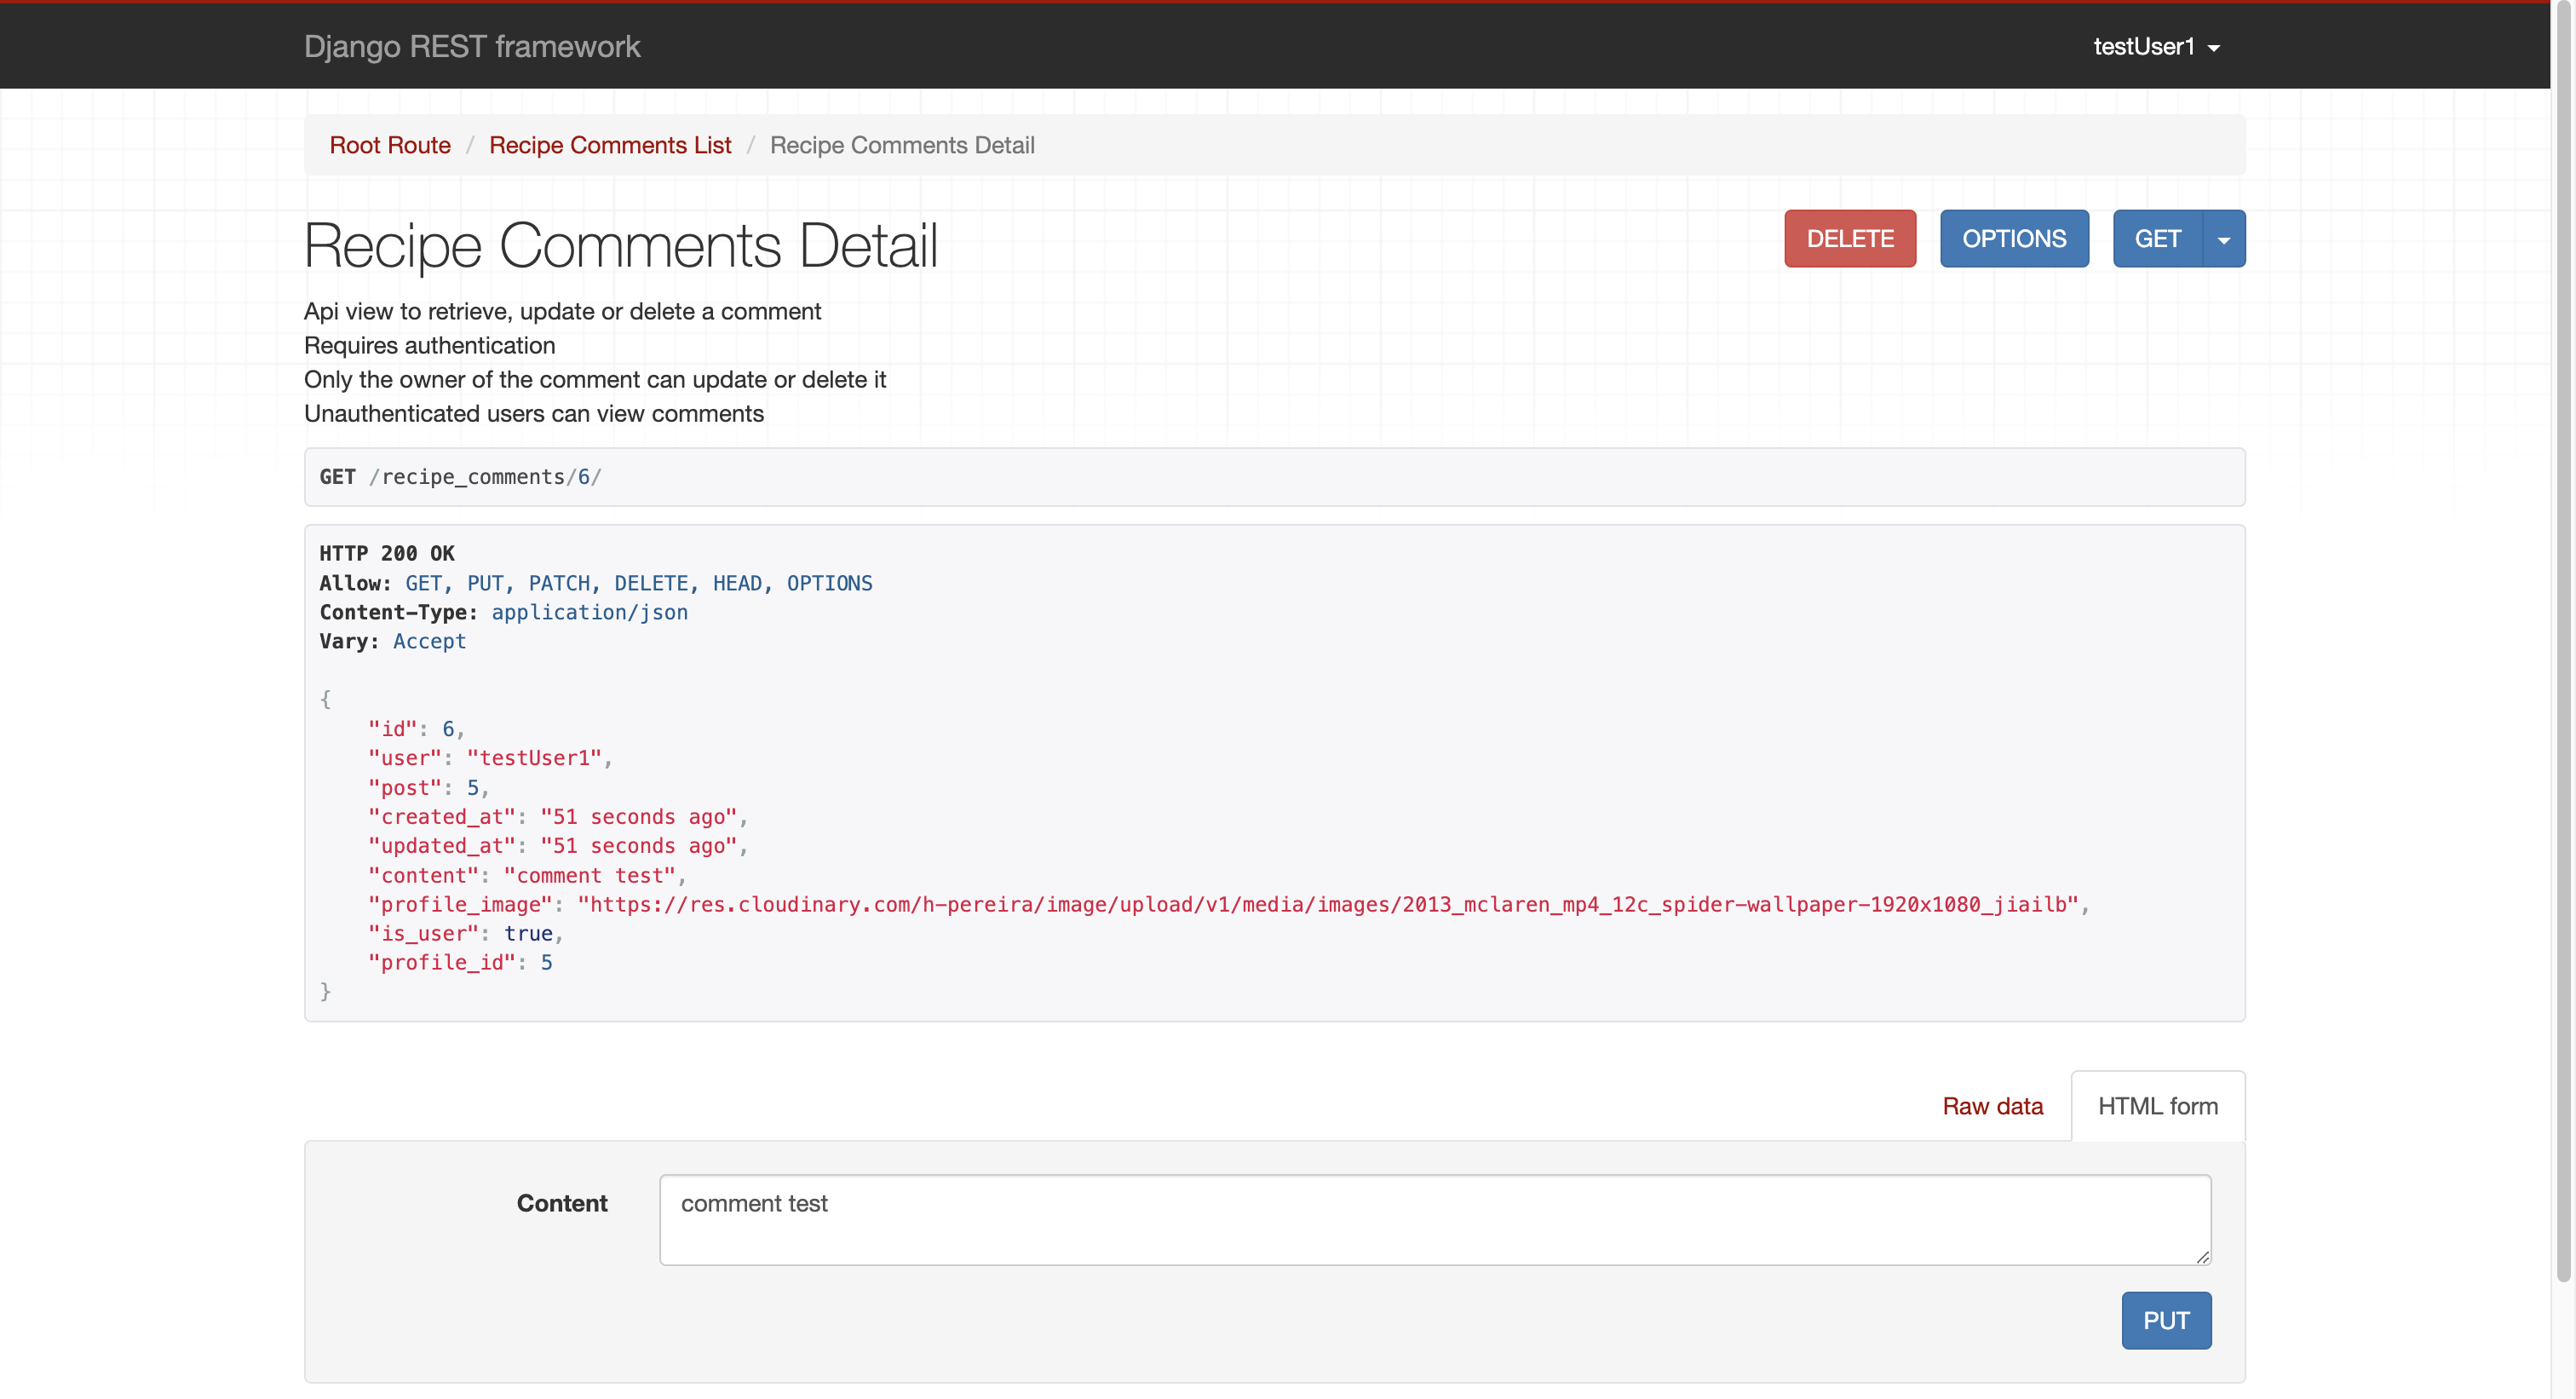 Django REST framework
testUser1
Root Route / Recipe Comments List / Recipe Comments Detail
Recipe Comments Detail
DELETE
OPTIONS
GET
Api view to retrieve, update or delete a comment
Requires authentication
Only the owner of the comment can update or delete it
Unauthenticated users can view comments
GET /recipe_comments/6/
HTTP 200 OK
Allow: GET, PUT, PATCH, DELETE, HEAD, OPTIONS
Content-Type: application/json
Vary: Accept
{
    "id": 6,
    "user": "testUser1",
    "post": 5,
    "created_at": "51 seconds ago",
    "updated_at": "51 seconds ago",
    "content": "comment test",
    "profile_image": "https://res.cloudinary.com/h-pereira/image/upload/v1/media/images/2013_mclaren_mp4_12c_spider-wallpaper-1920x1080_jiailb",
    "is_user": true,
    "profile_id": 5
}
Raw data
HTML form
Content
comment test
PUT